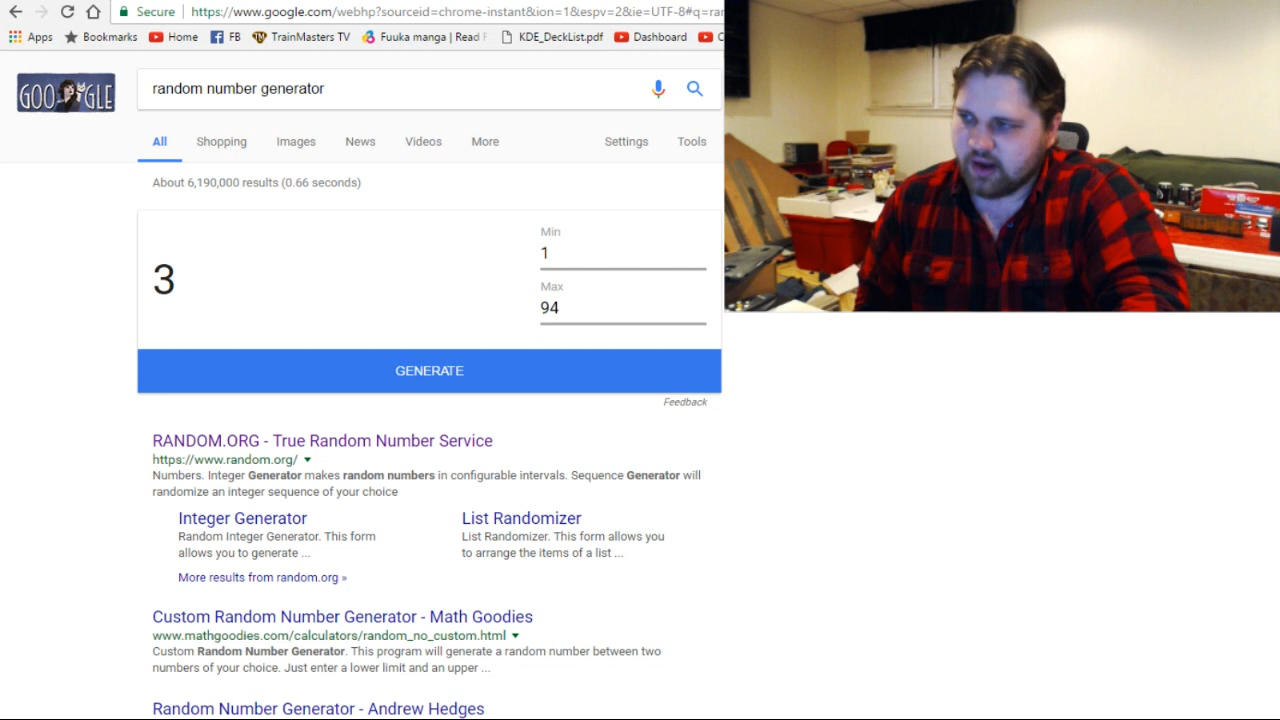 Secure https://www.google.com/webhp?sourceid=chrome-instant&ion=1&espv=2&ie=UTF-8#q=rar
Apps Bookmarks Home FB TrainMasters TV Fuuka manga | Read F KDE_DeckList.pdf Dashboard C
GOOGLE
random number generator
All Shopping Images News Videos More Settings Tools
About 6,190,000 results (0.66 seconds)
Min
1
3
Max
94
GENERATE
Feedback
RANDOM.ORG - True Random Number Service
https://www.random.org/
Numbers. Integer Generator makes random numbers in configurable intervals. Sequence Generator will
randomize an integer sequence of your choice
Integer Generator
Random Integer Generator. This form
allows you to generate ...
List Randomizer
List Randomizer. This form allows you
to arrange the items of a list ...
More results from random.org »
Custom Random Number Generator - Math Goodies
www.mathgoodies.com/calculators/random_no_custom.html
Custom Random Number Generator. This program will generate a random number between two
numbers of your choice. Just enter a lower limit and an upper ...
Random Number Generator - Andrew Hedges